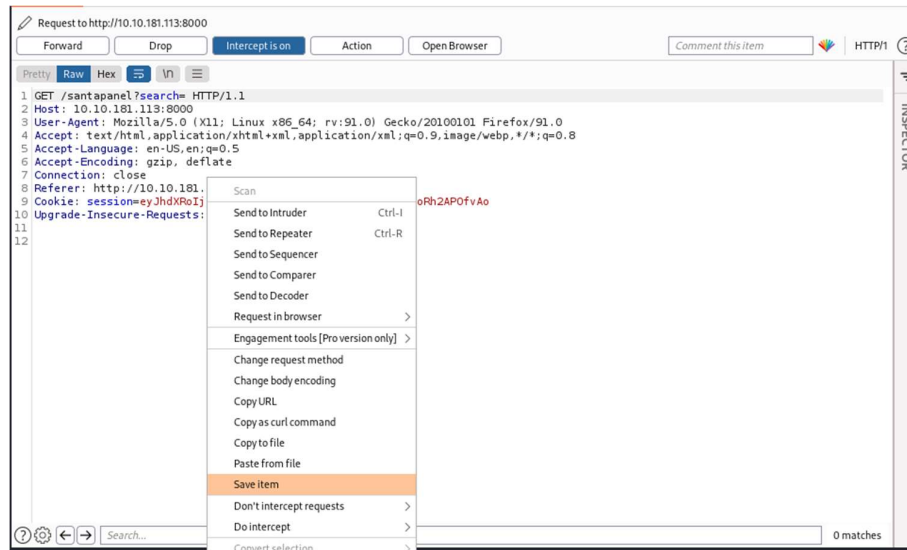 Request to http://10.10.181.113:8000
Forward Drop Intercept is on Action Open Browser Comment this item HTTP/1 ?
Pretty Raw Hex \n
1 GET /santapanel?search= HTTP/1.1
2 Host: 10.10.181.113:8000
3 User-Agent: Mozilla/5.0 (X11; Linux x86_64; rv:91.0) Gecko/20100101 Firefox/91.0
4 Accept: text/html,application/xhtml+xml,application/xml;q=0.9,image/webp,*/*;q=0.8
5 Accept-Language: en-US,en;q=0.5
6 Accept-Encoding: gzip, deflate
7 Connection: close
8 Referer: http://10.10.181.
9 Cookie: session=eyJhdXRoIj oRh2APOfvAo
10 Upgrade-Insecure-Requests:
11
12
Scan
Send to Intruder Ctrl-I
Send to Repeater Ctrl-R
Send to Sequencer
Send to Comparer
Send to Decoder
Request in browser >
Engagement tools [Pro version only] >
Change request method
Change body encoding
Copy URL
Copy as curl command
Copy to file
Paste from file
Save item
Don't intercept requests >
Do intercept >
Convert selection >
INSPECTOR
? Search... 0 matches